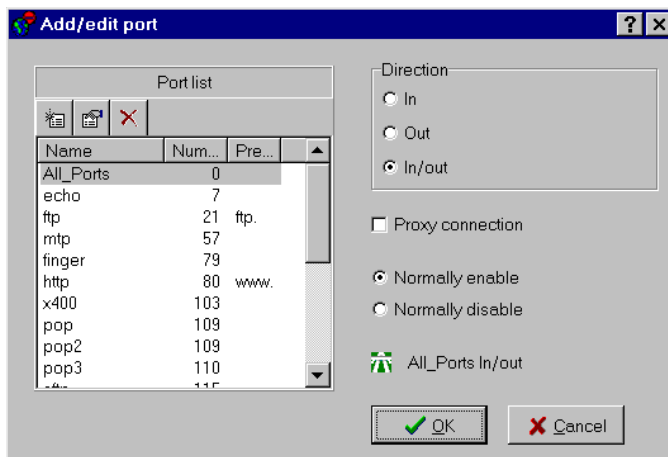 Add/edit port
Port list
Name Num... Pre...
All_Ports 0
echo 7
ftp 21 ftp.
mtp 57
finger 79
http 80 www.
x400 103
pop 109
pop2 109
pop3 110
Direction
In
Out
In/out
Proxy connection
Normally enable
Normally disable
All_Ports In/out
OK
Cancel